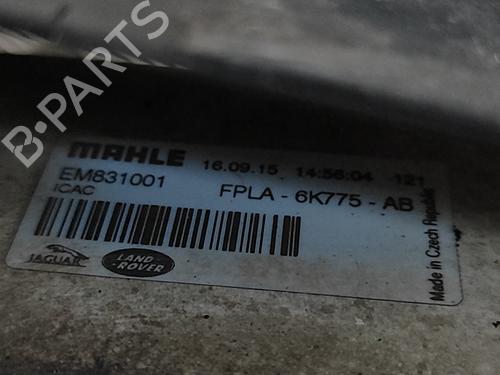 B-PARTS
MAHLE 16.09.15 14:56:04 121
EM831001 FPLA - 6K775 - AB
ICAC
JAGUAR LAND-ROVER
Made in Czech Republic